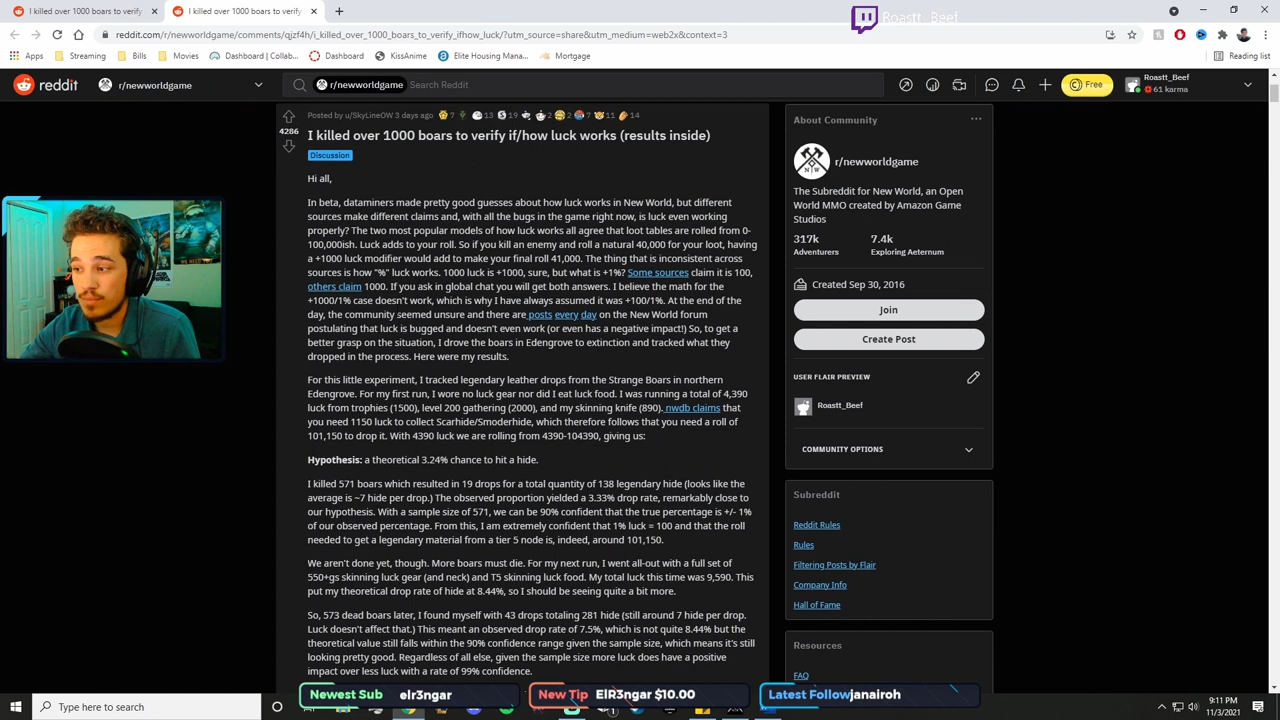 I killed over 1000 boars to verify
I killed over 1000 boars to verify
Roastt_Beef
reddit.com/r/newworldgame/comments/qjzf4h/i_killed_over_1000_boars_to_verify_ifhow_luck/?utm_source=share&utm_medium=web2x&context=3
Apps
Streaming
Bills
Movies
Dashboard | Collab...
Dashboard
KissAnime
Elite Housing Mana...
Mortgage
Reading list
reddit
r/newworldgame
r/newworldgame
Search Reddit
Free
Roastt_Beef
61 karma
4286
Posted by u/SkyLineOW 3 days ago
7
13
19
2
2
7
11
14
I killed over 1000 boars to verify if/how luck works (results inside)
Discussion
Hi all,
In beta, dataminers made pretty good guesses about how luck works in New World, but different
sources make different claims and, with all the bugs in the game right now, is luck even working
properly? The two most popular models of how luck works all agree that loot tables are rolled from 0-
100,000ish. Luck adds to your roll. So if you kill an enemy and roll a natural 40,000 for your loot, having
a +1000 luck modifier would add to make your final roll 41,000. The thing that is inconsistent across
sources is how "%" luck works. 1000 luck is +1000, sure, but what is +1%? Some sources claim it is 100,
others claim 1000. If you ask in global chat you will get both answers. I believe the math for the
+1000/1% case doesn't work, which is why I have always assumed it was +100/1%. At the end of the
day, the community seemed unsure and there are posts every day on the New World forum
postulating that luck is bugged and doesn't even work (or even has a negative impact!) So, to get a
better grasp on the situation, I drove the boars in Edengrove to extinction and tracked what they
dropped in the process. Here were my results.
For this little experiment, I tracked legendary leather drops from the Strange Boars in northern
Edengrove. For my first run, I wore no luck gear nor did I eat luck food. I was running a total of 4,390
luck from trophies (1500), level 200 gathering (2000), and my skinning knife (890). nwdb claims that
you need 1150 luck to collect Scarhide/Smoderhide, which therefore follows that you need a roll of
101,150 to drop it. With 4390 luck we are rolling from 4390-104390, giving us:
Hypothesis: a theoretical 3.24% chance to hit a hide.
I killed 571 boars which resulted in 19 drops for a total quantity of 138 legendary hide (looks like the
average is ~7 hide per drop.) The observed proportion yielded a 3.33% drop rate, remarkably close to
our hypothesis. With a sample size of 571, we can be 90% confident that the true percentage is +/- 1%
of our observed percentage. From this, I am extremely confident that 1% luck = 100 and that the roll
needed to get a legendary material from a tier 5 node is, indeed, around 101,150.
We aren't done yet, though. More boars must die. For my next run, I went all-out with a full set of
550+gs skinning luck gear (and neck) and T5 skinning luck food. My total luck this time was 9,590. This
put my theoretical drop rate of hide at 8.44%, so I should be seeing quite a bit more.
So, 573 dead boars later, I found myself with 43 drops totaling 281 hide (still around 7 hide per drop.
Luck doesn't affect that.) This meant an observed drop rate of 7.5%, which is not quite 8.44% but the
theoretical value still falls within the 90% confidence range given the sample size, which means it's still
looking pretty good. Regardless of all else, given the sample size more luck does have a positive
impact over less luck with a rate of 99% confidence.
About Community
r/newworldgame
The Subreddit for New World, an Open
World MMO created by Amazon Game
Studios
317k
7.4k
Adventurers
Exploring Aeternum
Created Sep 30, 2016
Join
Create Post
USER FLAIR PREVIEW
Roastt_Beef
COMMUNITY OPTIONS
Subreddit
Reddit Rules
Rules
Filtering Posts by Flair
Company Info
Hall of Fame
Resources
FAQ
Newest Sub elr3ngar
New Tip ElR3ngar $10.00
Latest Follow janairoh
Type here to search
9:11 PM
11/3/2021